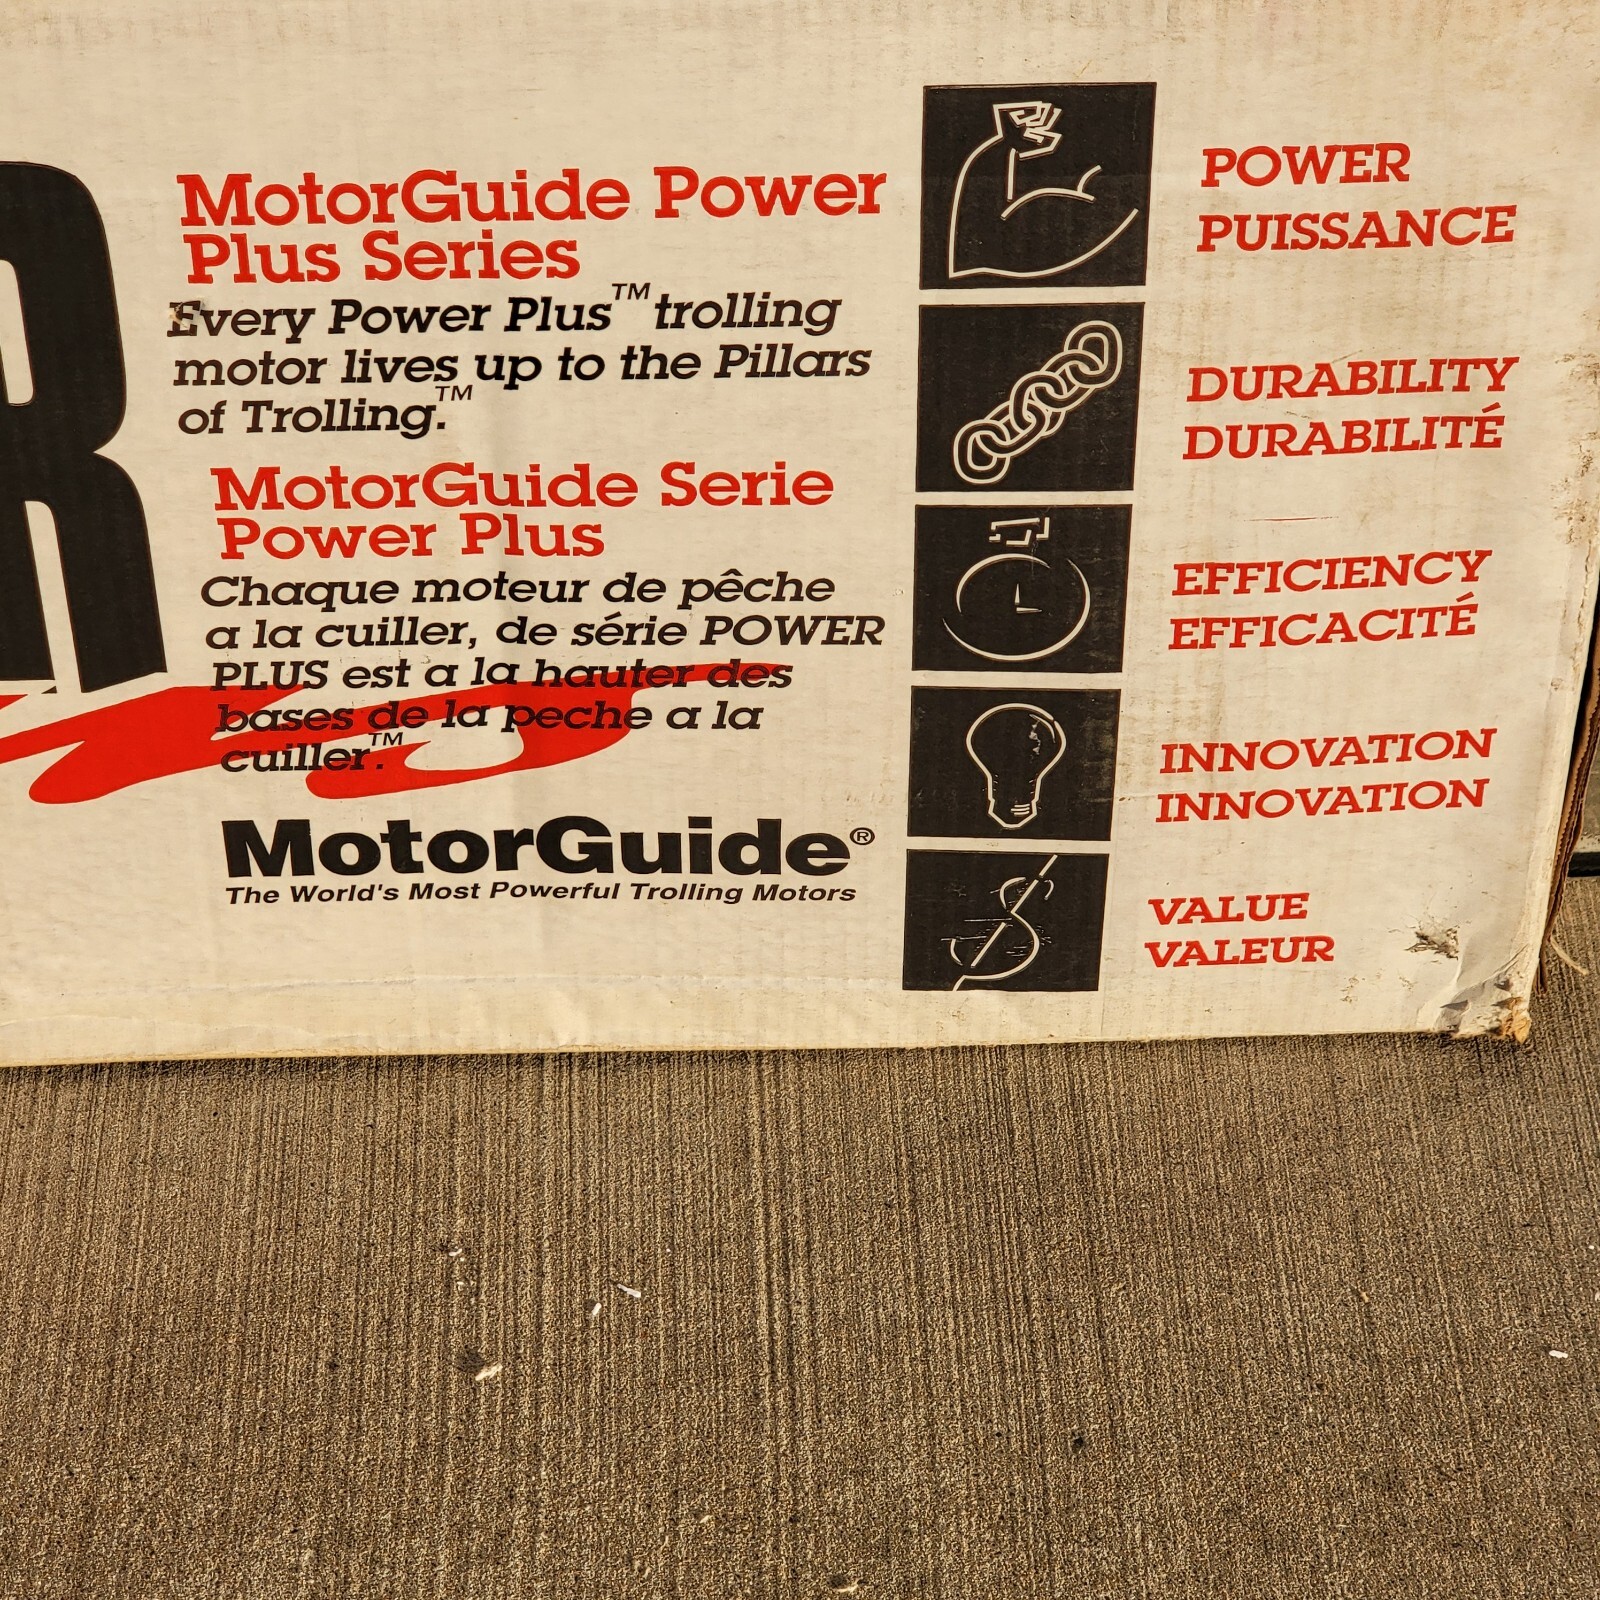 R
MotorGuide Power
Plus Series
Every Power Plus™ trolling
motor lives up to the Pillars
of Trolling.™
MotorGuide Serie
Power Plus
Chaque moteur de pêche
a la cuiller, de série POWER
PLUS est a la hauter des
bases de la peche a la
cuiller.™
MotorGuide®
The World's Most Powerful Trolling Motors
POWER
PUISSANCE
DURABILITY
DURABILITÉ
EFFICIENCY
EFFICACITÉ
INNOVATION
INNOVATION
VALUE
VALEUR